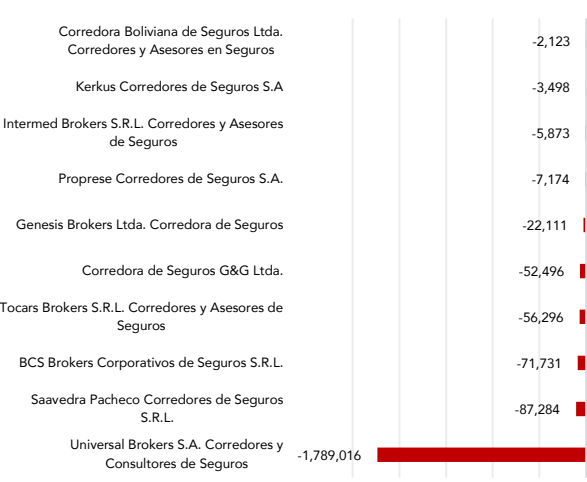 Corredora Boliviana de Seguros Ltda.
Corredores y Asesores en Seguros
-2,123
Kerkus Corredores de Seguros S.A
-3,498
Intermed Brokers S.R.L. Corredores y Asesores
de Seguros
-5,873
Proprese Corredores de Seguros S.A.
-7,174
Genesis Brokers Ltda. Corredora de Seguros
-22,111
Corredora de Seguros G&G Ltda.
-52,496
Tocars Brokers S.R.L. Corredores y Asesores de
Seguros
-56,296
BCS Brokers Corporativos de Seguros S.R.L.
-71,731
Saavedra Pacheco Corredores de Seguros
S.R.L.
-87,284
Universal Brokers S.A. Corredores y
Consultores de Seguros
-1,789,016